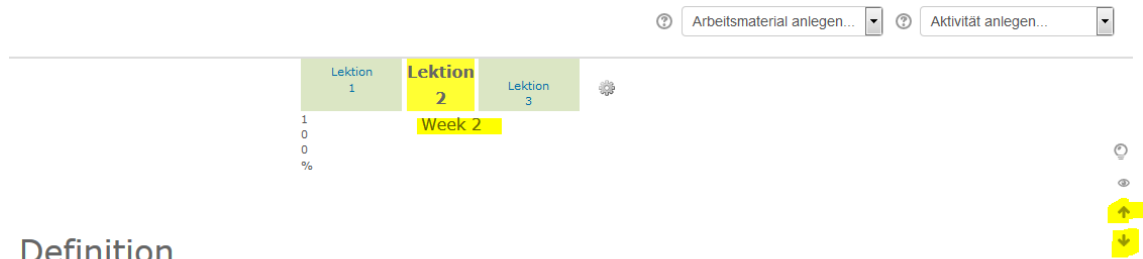 Arbeitsmaterial anlegen...
Aktivität anlegen...
Lektion
1
Lektion
2
Lektion
3
1
0
0
%
Week 2
Definition